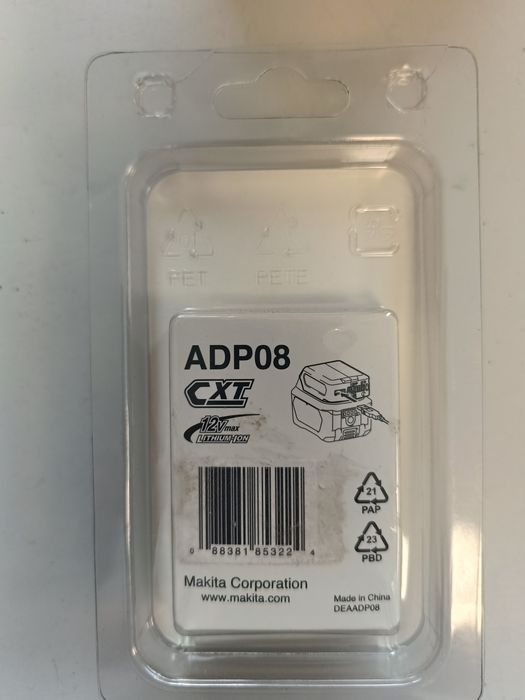 PET PETE
ADP08
CXT
12Vmax
LITHIUM-ION
21
PAP
0 88381 85322 4
23
PBD
Makita Corporation
www.makita.com
Made in China
DEAADP08